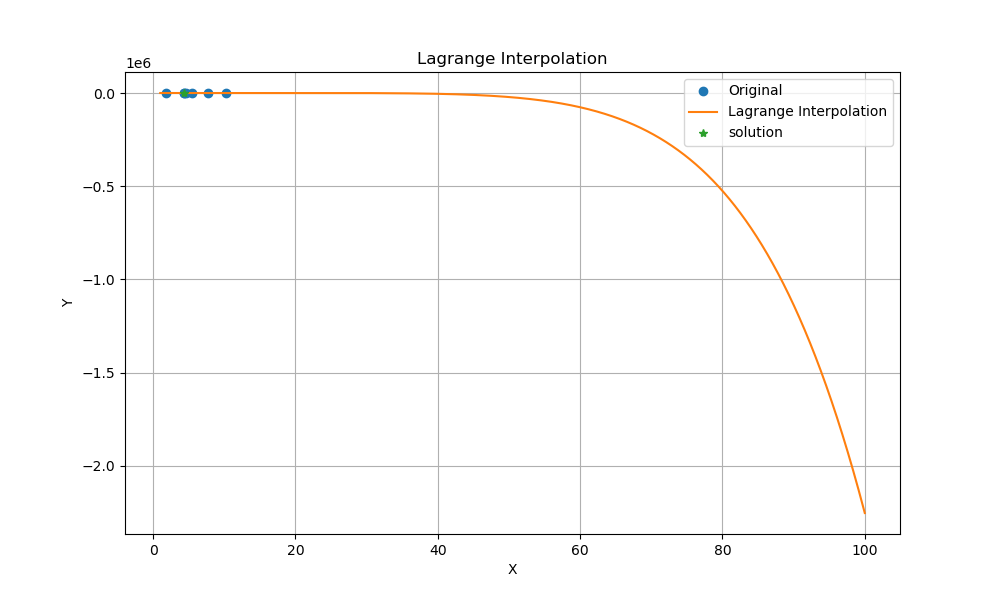 Lagrange Interpolation
1e6
0.0
−0.5
−1.0
−1.5
−2.0
Y
0 20 40 60 80 100
X
Original
Lagrange Interpolation
solution